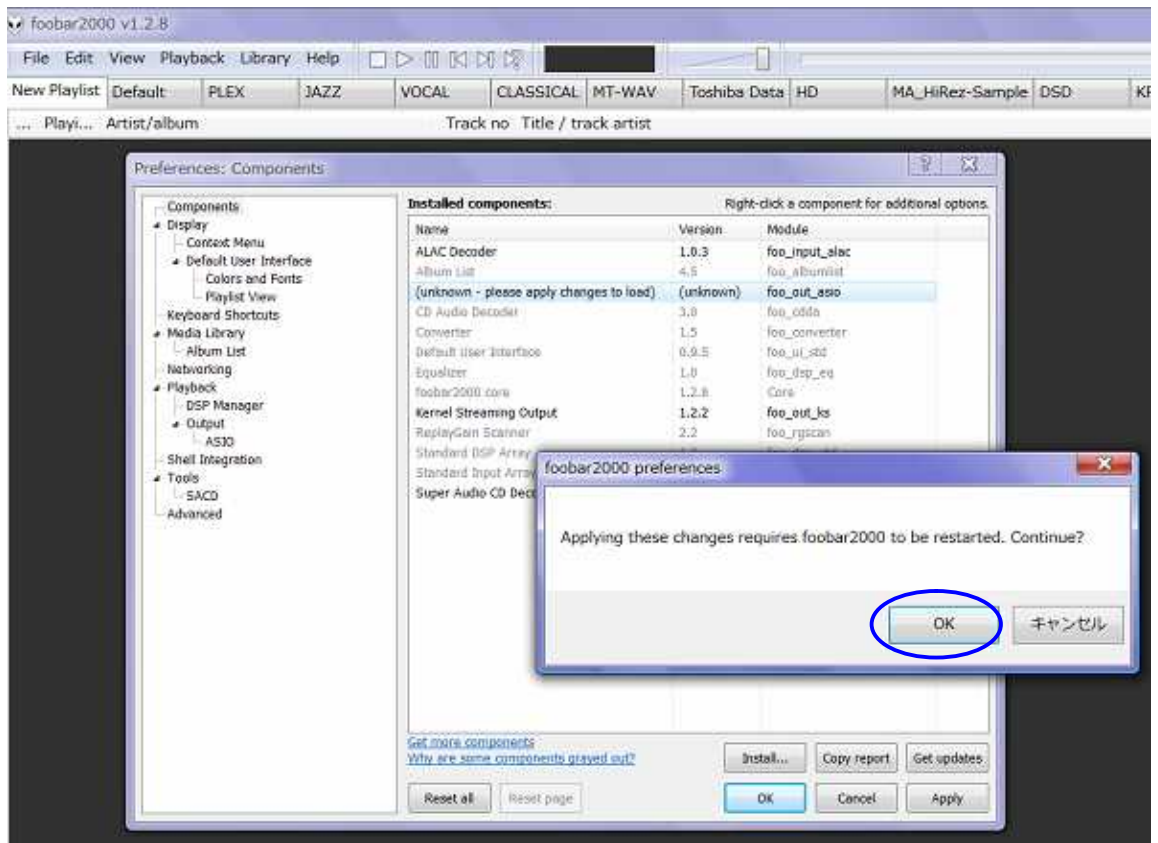 foobar2000 v1.2.8
File Edit View Playback Library Help
New Playlist Default PLEX JAZZ VOCAL CLASSICAL MT-WAV Toshiba Data HD MA_HiRez-Sample DSD
... Playi... Artist/album Track no Title / track artist
Preferences: Components
Components
Display
Context Menu
Default User Interface
Colors and Fonts
Playlist View
Keyboard Shortcuts
Media Library
Album List
Networking
Playback
DSP Manager
Output
ASIO
Shell Integration
Tools
SACD
Advanced
Installed components: Right-click a component for additional options.
Name Version Module
ALAC Decoder 1.0.3 foo_input_alac
Album List 4.5 foo_albumlist
(unknown - please apply changes to load) (unknown) foo_out_asio
CD Audio Decoder 3.0 foo_cdda
Converter 1.5 foo_converter
Default User Interface 0.9.5 foo_ui_std
Equalizer 1.0 foo_dsp_eq
foobar2000 core 1.2.8 Core
Kernel Streaming Output 1.2.2 foo_out_ks
ReplayGain Scanner 2.2 foo_rgscan
Standard DSP Array
Standard Input Array
Super Audio CD
foobar2000 preferences
Applying these changes requires foobar2000 to be restarted. Continue?
OK キャンセル
Get more components
Why are some components grayed out?
Install... Copy report Get updates
Reset all Reset page OK Cancel Apply